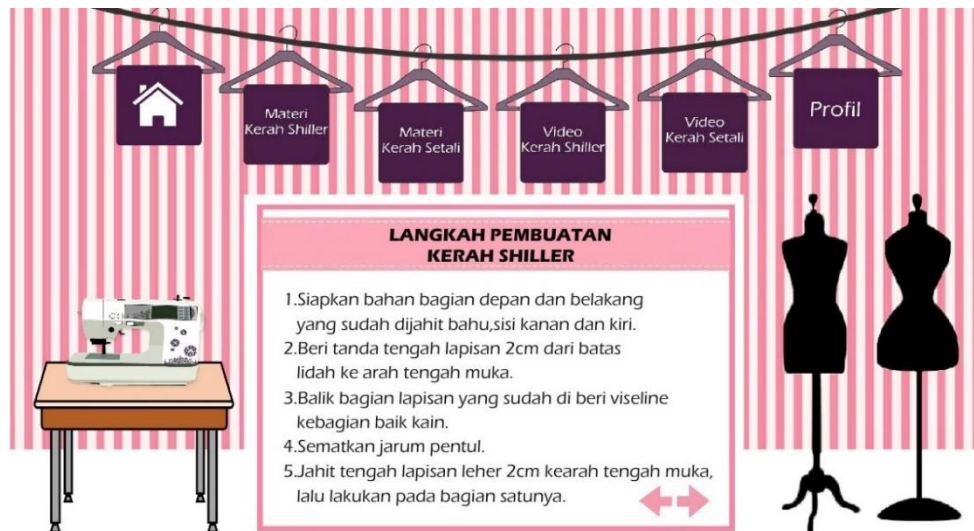 Materi
Kerah Shiller
Materi
Kerah Setali
Video
Kerah Shiller
Video
Kerah Setali
Profil
LANGKAH PEMBUATAN
KERAH SHILLER
1.Siapkan bahan bagian depan dan belakang
yang sudah dijahit bahu,sisi kanan dan kiri.
2.Beri tanda tengah lapisan 2cm dari batas
lidah ke arah tengah muka.
3.Balik bagian lapisan yang sudah di beri viseline
kebagian baik kain.
4.Sematkan jarum pentul.
5.Jahit tengah lapisan leher 2cm kearah tengah muka,
lalu lakukan pada bagian satunya.